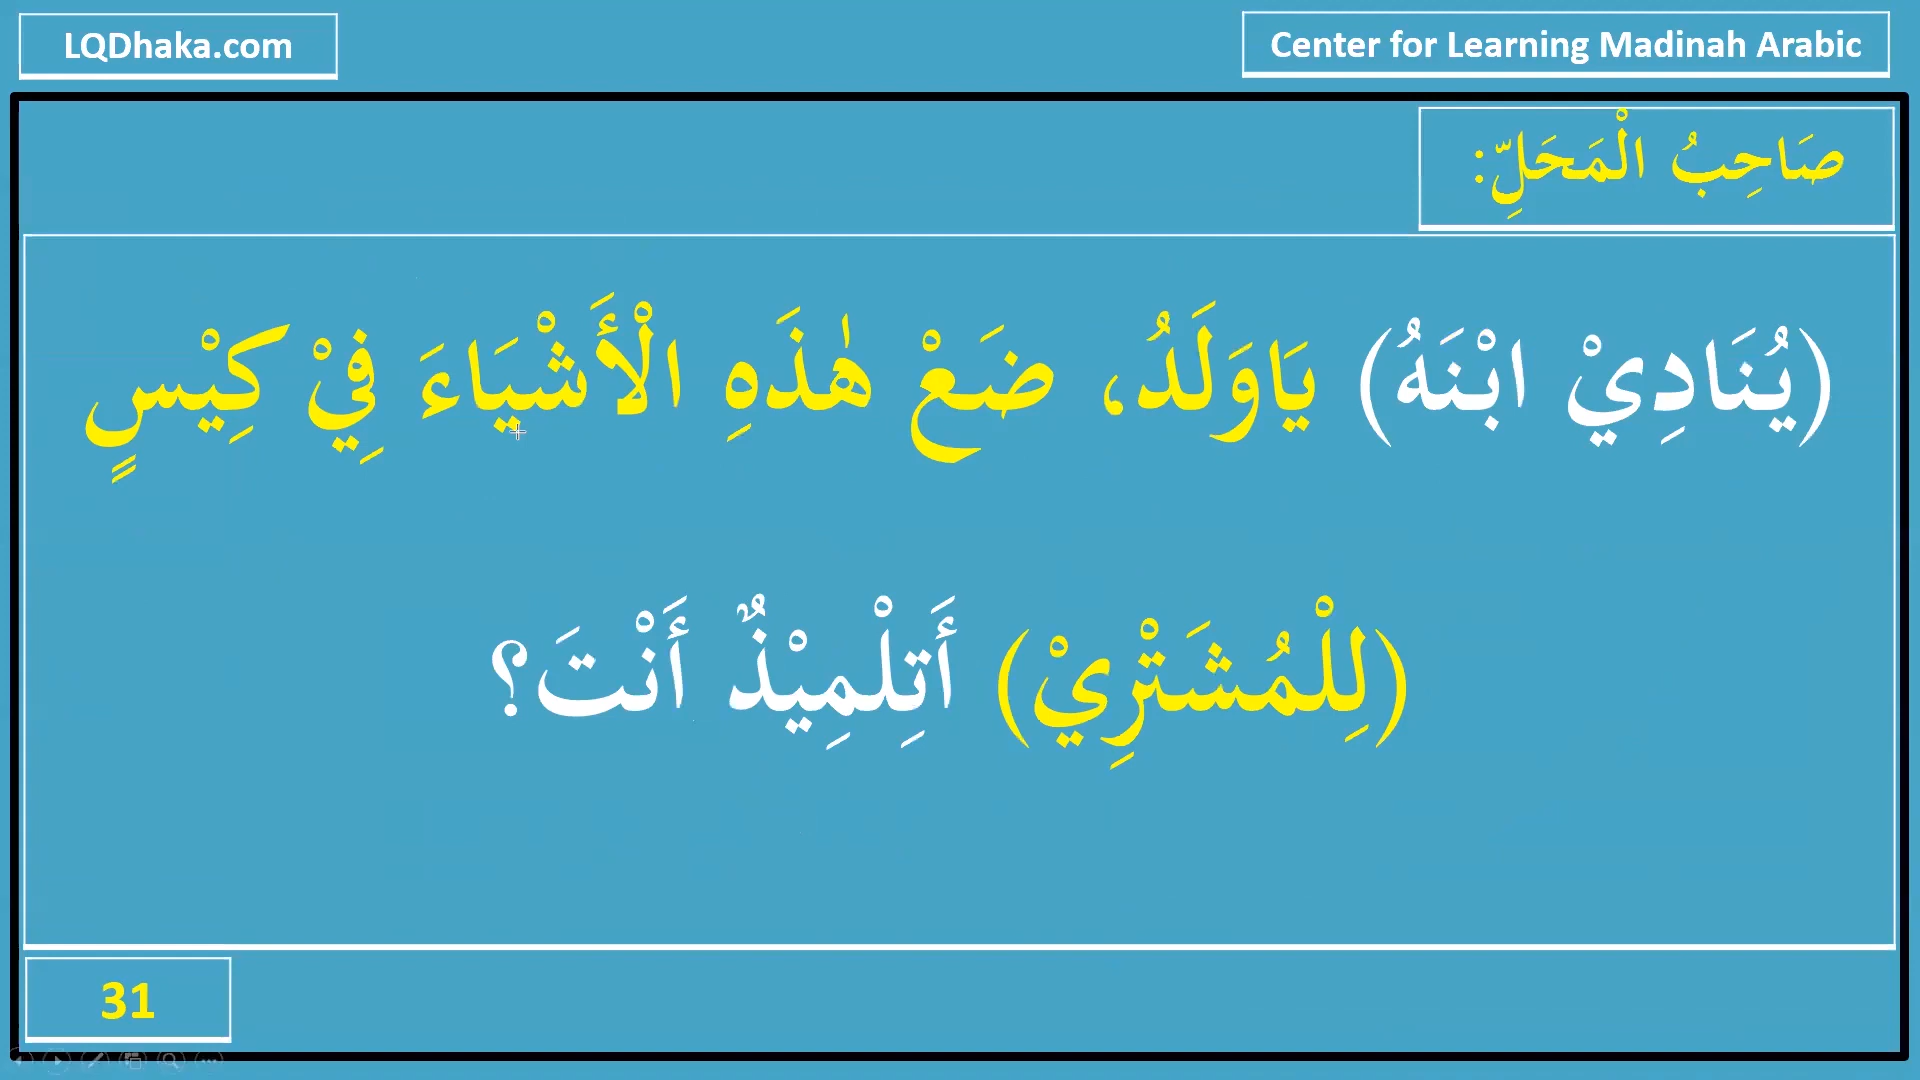 LQDhaka.com
Center for Learning Madinah Arabic
صَاحِبُ الْمَحَلِّ:
(يُنَادِيْ ابْنَهُ) يَاوَلَدُ، ضَعْ هٰذَهِ الْأَشْيَاءَ فِيْ كِيْسٍ
(لِلْمُشَتْرِيْ) أَتِلْمِيْذٌ أَنْتَ؟
31